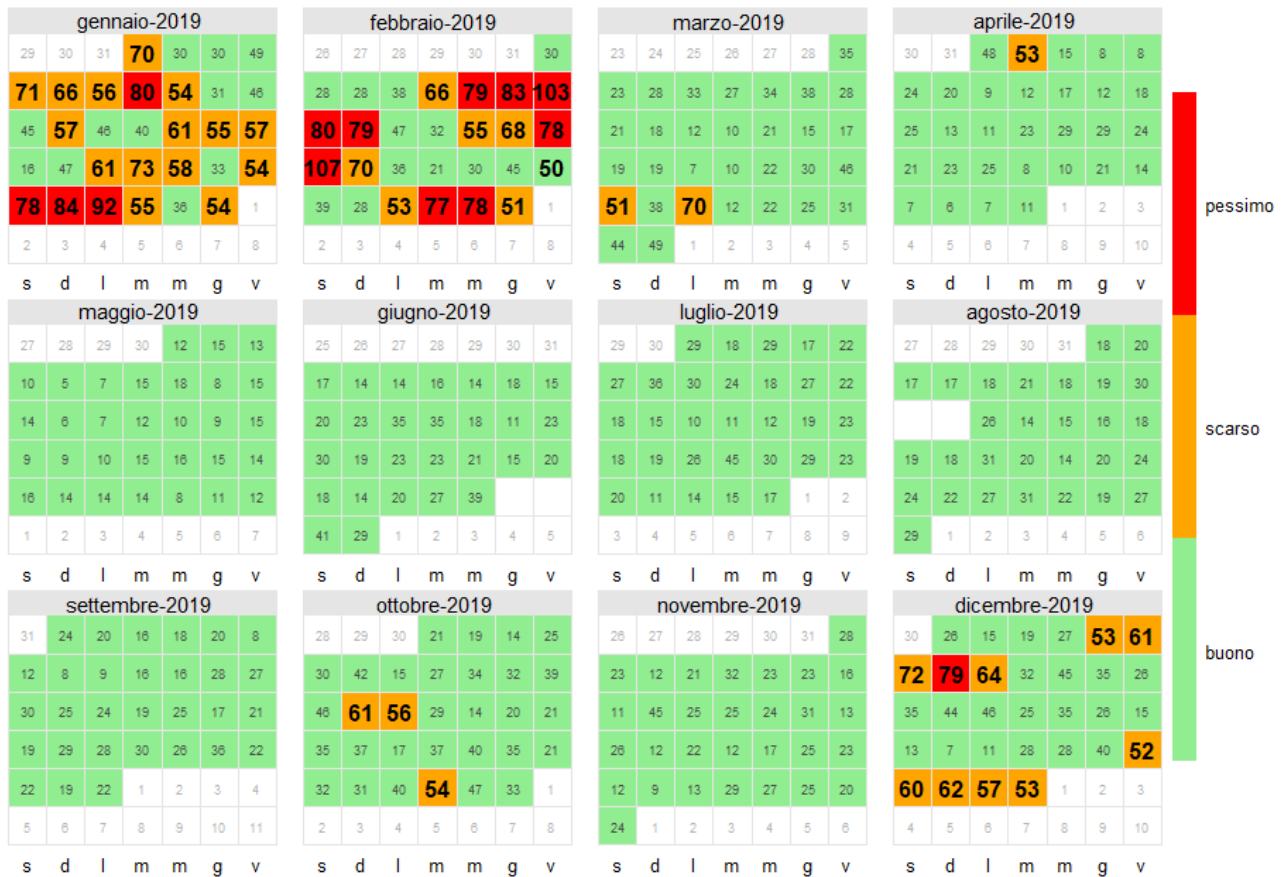 gennaio-2019
29 30 31 70 30 30 49
71 66 56 80 54 31 46
45 57 46 40 61 55 57
16 47 61 73 58 33 54
78 84 92 55 36 54 1
2 3 4 5 6 7 8
s d l m m g v
febbraio-2019
26 27 28 29 30 31 30
28 28 38 66 79 83 103
80 79 47 32 55 68 78
107 70 36 21 30 45 50
39 28 53 77 78 51 1
2 3 4 5 6 7 8
s d l m m g v
marzo-2019
23 24 25 26 27 28 35
23 28 33 27 34 38 28
21 18 12 10 21 15 17
19 19 7 10 22 30 46
51 38 70 12 22 25 31
44 49 1 2 3 4 5
s d l m m g v
aprile-2019
30 31 48 53 15 8 8
24 20 9 12 17 12 18
25 13 11 23 29 29 24
21 23 25 8 10 21 14
7 6 7 11 1 2 3
4 5 6 7 8 9 10
s d l m m g v
maggio-2019
27 28 29 30 12 15 13
10 5 7 15 18 8 15
14 6 7 12 10 9 15
9 9 10 15 16 15 14
16 14 14 14 8 11 12
1 2 3 4 5 6 7
s d l m m g v
giugno-2019
25 26 27 28 29 30 31
17 14 14 16 14 18 15
20 23 35 35 18 11 23
30 19 23 23 21 15 20
18 14 20 27 39
41 29 1 2 3 4 5
s d l m m g v
luglio-2019
29 30 29 18 29 17 22
27 36 30 24 18 27 22
18 15 10 11 12 19 23
18 19 26 45 30 29 23
20 11 14 15 17 1 2
3 4 5 6 7 8 9
s d l m m g v
agosto-2019
27 28 29 30 31 18 20
17 17 18 21 18 19 30
26 14 15 16 18
19 18 31 20 14 20 24
24 22 27 31 22 19 27
29 1 2 3 4 5 6
s d l m m g v
settembre-2019
31 24 20 16 18 20 8
12 8 9 16 16 28 27
30 25 24 19 25 17 21
19 29 28 30 26 36 22
22 19 22 1 2 3 4
5 6 7 8 9 10 11
s d l m m g v
ottobre-2019
28 29 30 21 19 14 25
30 42 15 27 34 32 39
46 61 56 29 14 20 21
35 37 17 37 40 35 21
32 31 40 54 47 33 1
2 3 4 5 6 7 8
s d l m m g v
novembre-2019
26 27 28 29 30 31 28
23 12 21 22 23 23 16
11 45 25 25 24 31 13
26 12 22 12 17 25 23
12 9 13 29 27 25 20
24 1 2 3 4 5 6
s d l m m g v
dicembre-2019
30 26 15 19 27 53 61
72 79 64 32 45 35 26
35 44 46 25 35 26 15
13 7 11 28 28 40 52
60 62 57 53 1 2 3
4 5 6 7 8 9 10
s d l m m g v
pessimo
scarso
buono